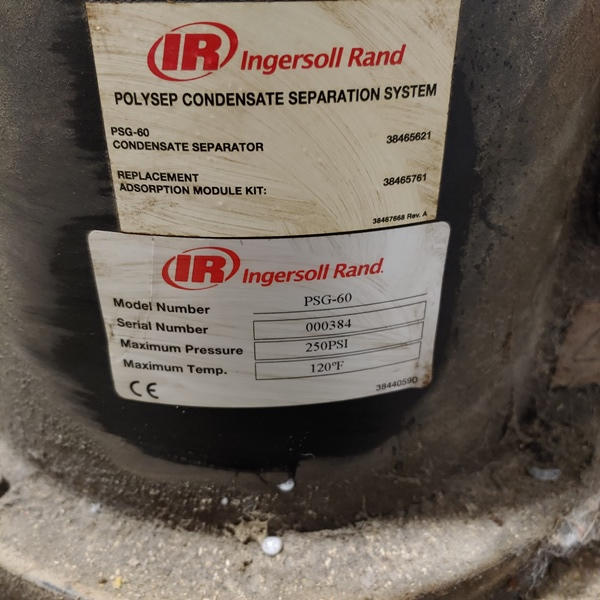 IR Ingersoll Rand
POLYSEP CONDENSATE SEPARATION SYSTEM
PSG-60
CONDENSATE SEPARATOR 38465621
REPLACEMENT
ADSORPTION MODULE KIT: 38465761
38467668 Rev. A
IR Ingersoll Rand.
Model Number PSG-60
Serial Number 000384
Maximum Pressure 250PSI
Maximum Temp. 120°F
CE 38440590